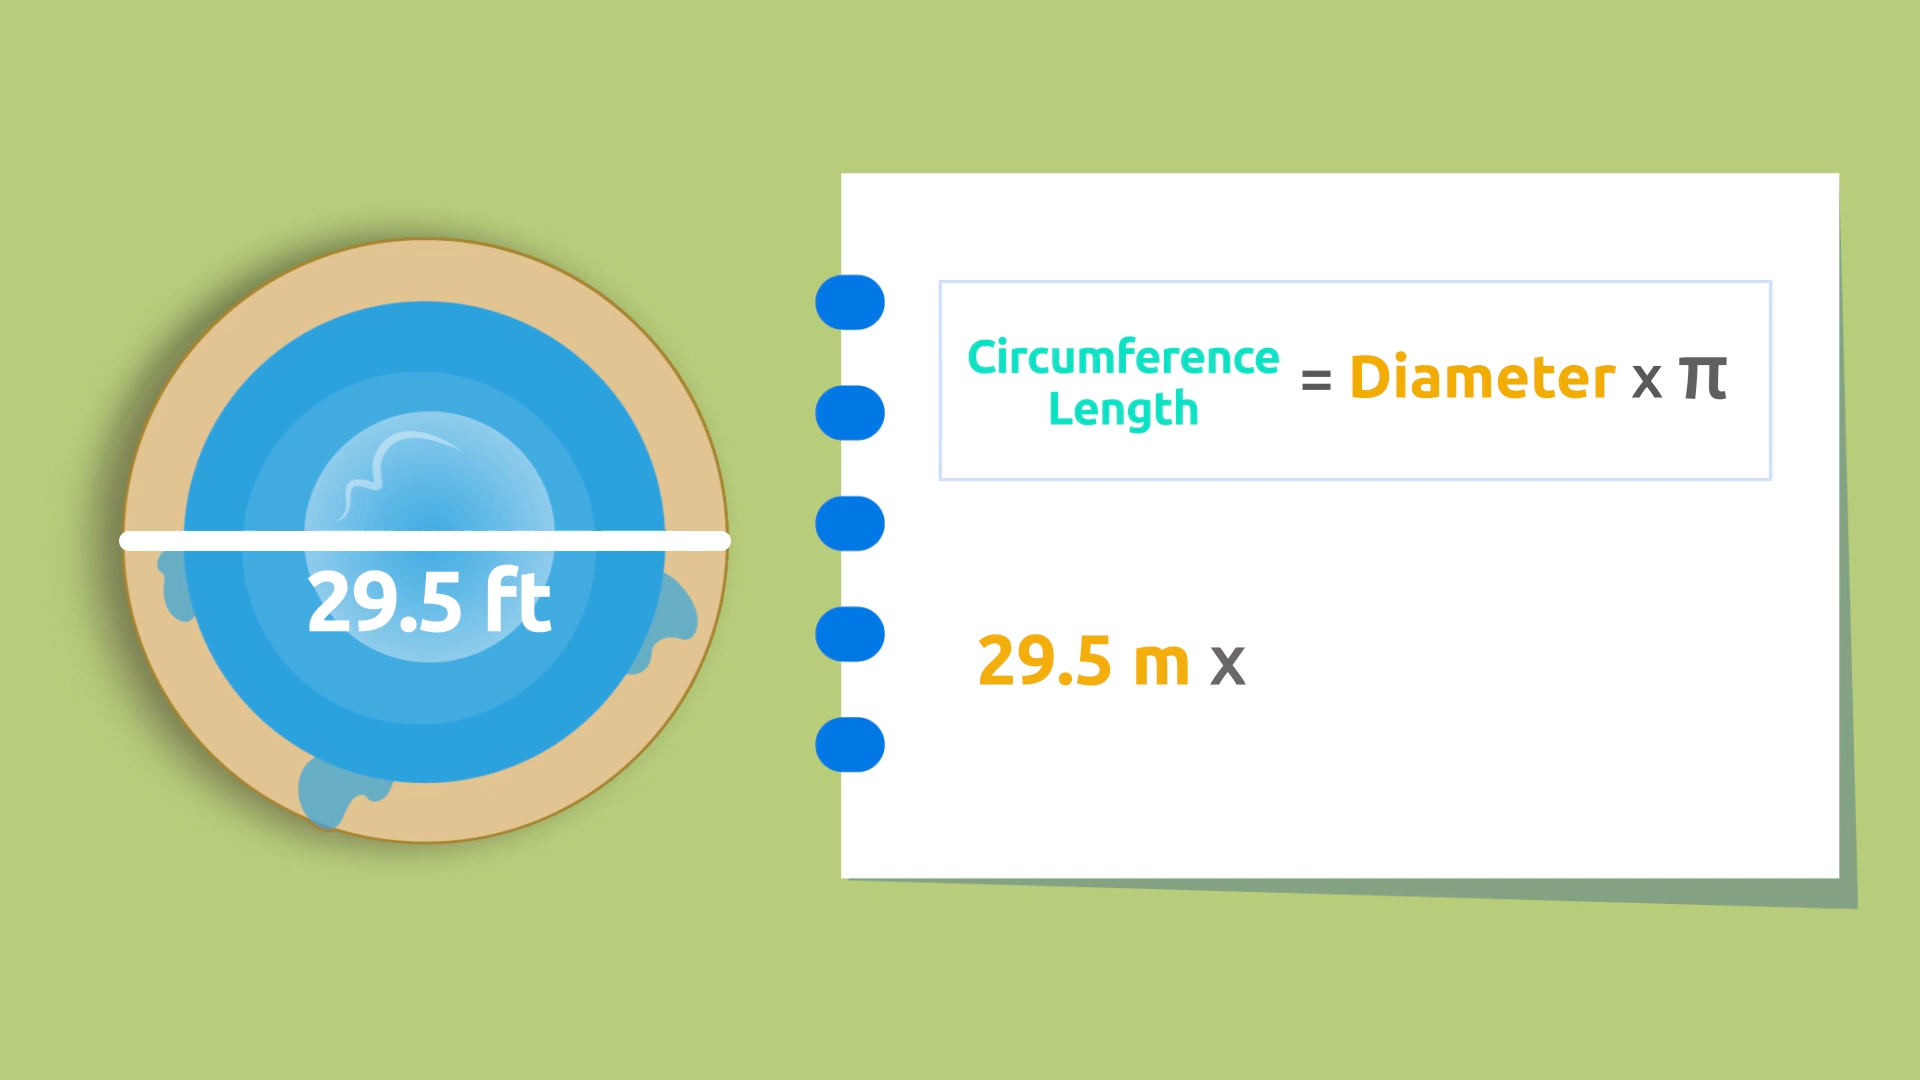 29.5 ft
Circumference
Length
= Diameter x π
29.5 m x